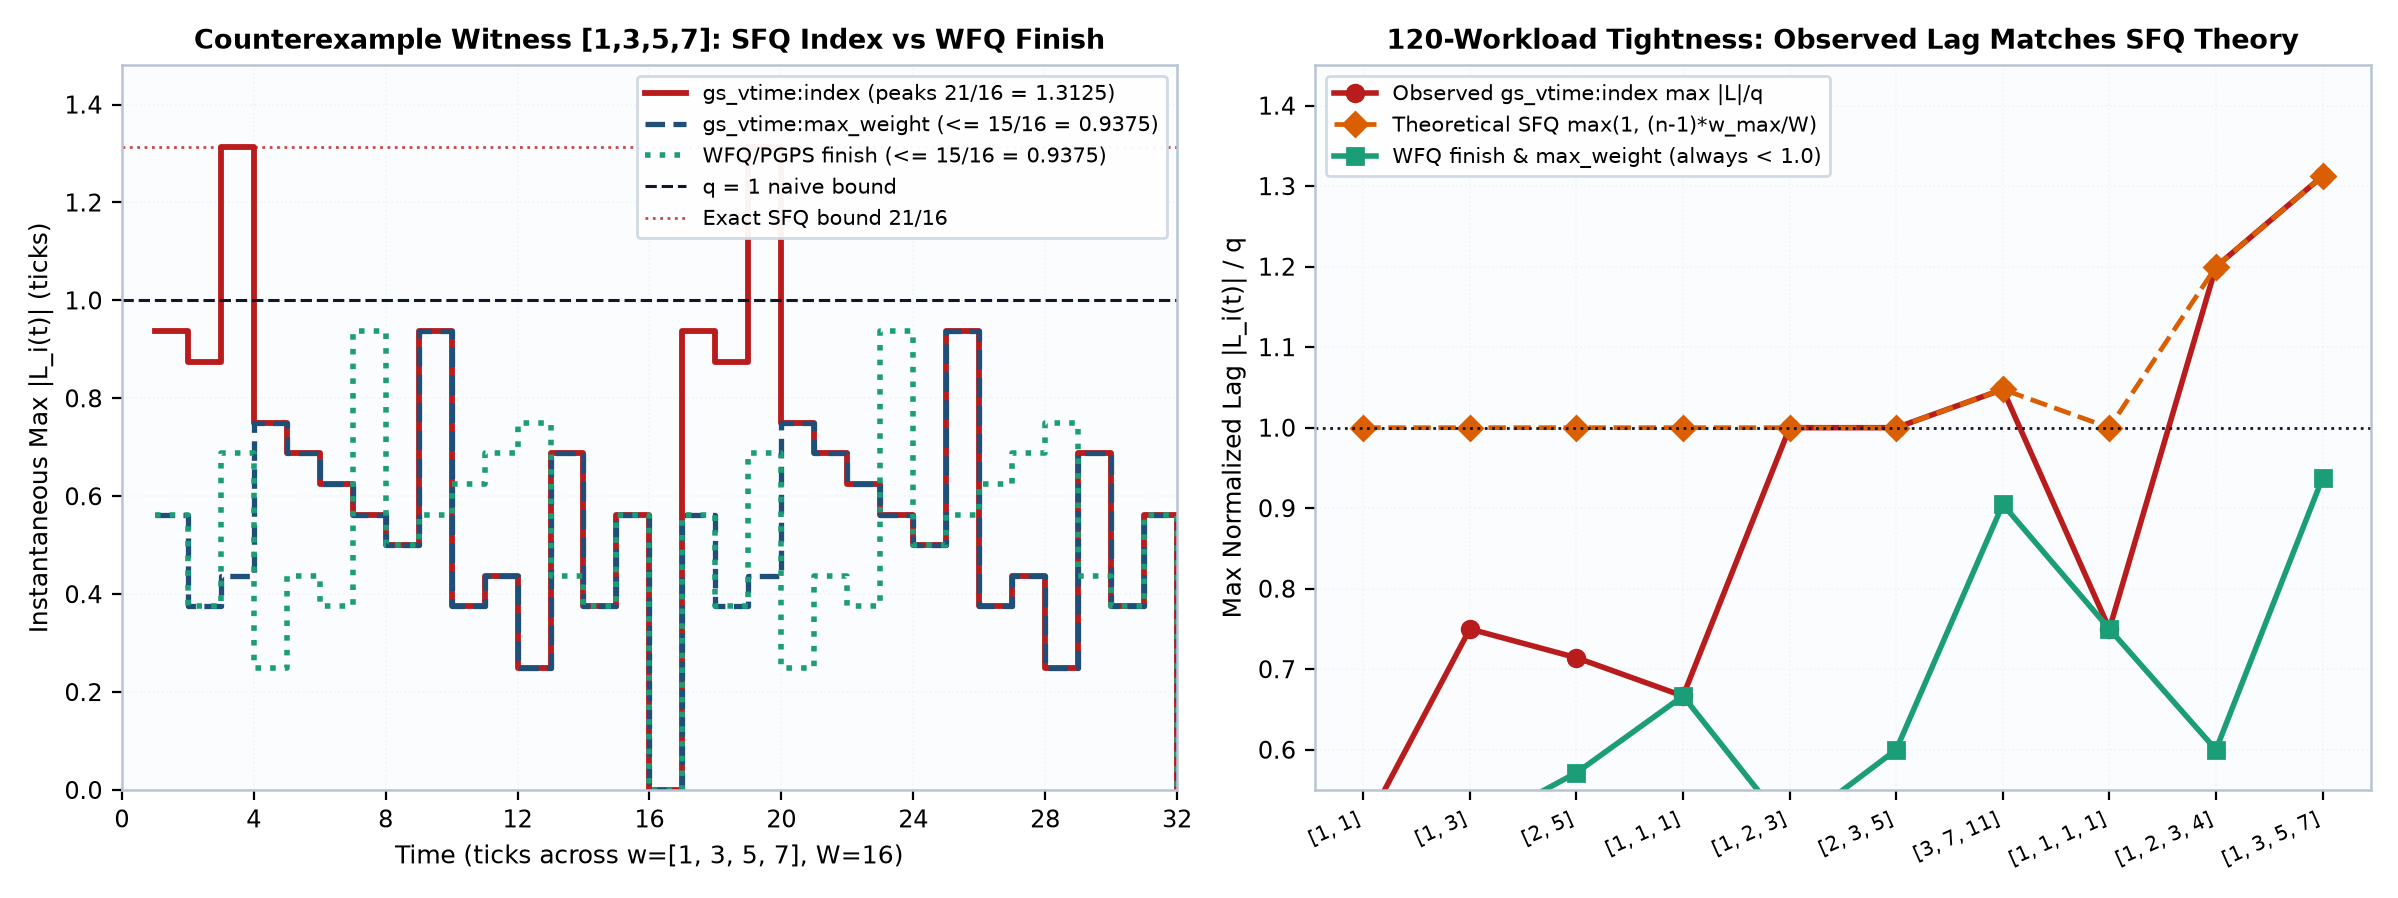 Counterexample Witness [1,3,5,7]: SFQ Index vs WFQ Finish
Instantaneous Max |L_i(t)| (ticks)
1.4
1.2
1.0
0.8
0.6
0.4
0.2
0.0
gs_vtime:index (peaks 21/16 = 1.3125)
gs_vtime:max_weight (<= 15/16 = 0.9375)
WFQ/PGPS finish (<= 15/16 = 0.9375)
q = 1 naive bound
Exact SFQ bound 21/16
0 4 8 12 16 20 24 28 32
Time (ticks across w=[1, 3, 5, 7], W=16)
120-Workload Tightness: Observed Lag Matches SFQ Theory
Max Normalized Lag |L_i(t)| / q
1.4
1.3
1.2
1.1
1.0
0.9
0.8
0.7
0.6
Observed gs_vtime:index max |L|/q
Theoretical SFQ max(1, (n-1)*w_max/W)
WFQ finish & max_weight (always < 1.0)
[1, 1]
[1, 3]
[2, 5]
[1, 1, 1]
[1, 2, 3]
[2, 3, 5]
[3, 7, 11]
[1, 1, 1, 1]
[1, 2, 3, 4]
[1, 3, 5, 7]